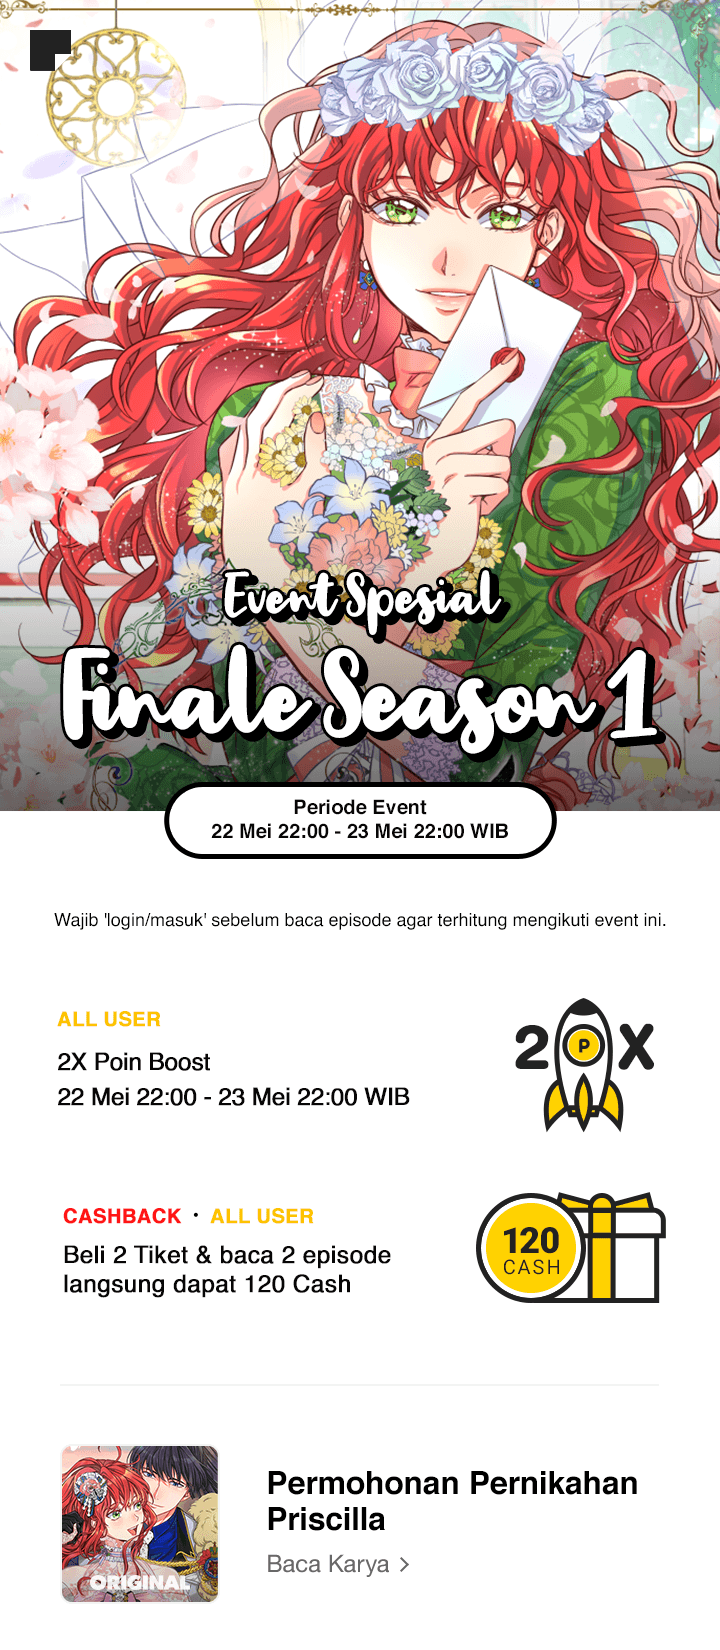 Event Spesial
Finale Season 1
Periode Event
22 Mei 22:00 - 23 Mei 22:00 WIB
Wajib 'login/masuk' sebelum baca episode agar terhitung mengikuti event ini.
ALL USER
2X Poin Boost
22 Mei 22:00 - 23 Mei 22:00 WIB
2 P X
CASHBACK · ALL USER
Beli 2 Tiket & baca 2 episode
langsung dapat 120 Cash
120
CASH
ORIGINAL
Permohonan Pernikahan
Priscilla
Baca Karya >